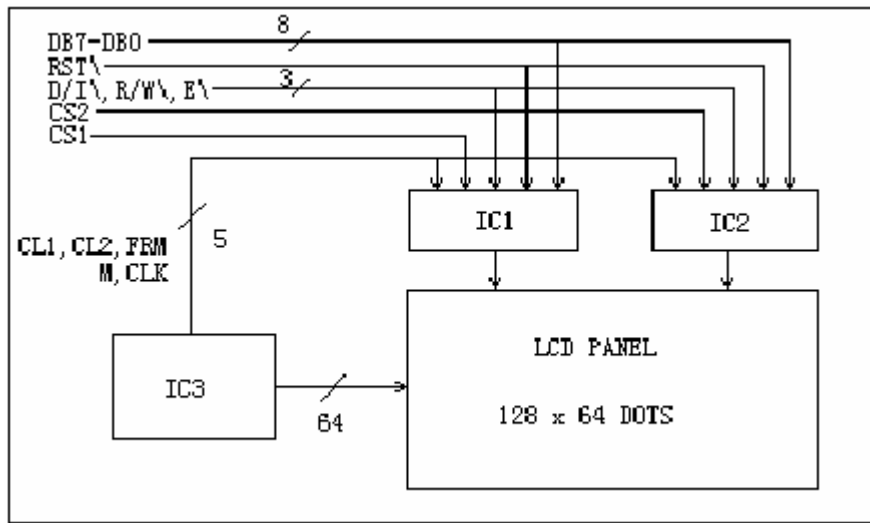 8
DB7-DB0
RST\
3
D/I\, R/W\, E\
CS2
CS1
IC1
IC2
5
CL1, CL2, FRM
M, CLK
LCD PANEL
IC3
64
128 x 64 DOTS